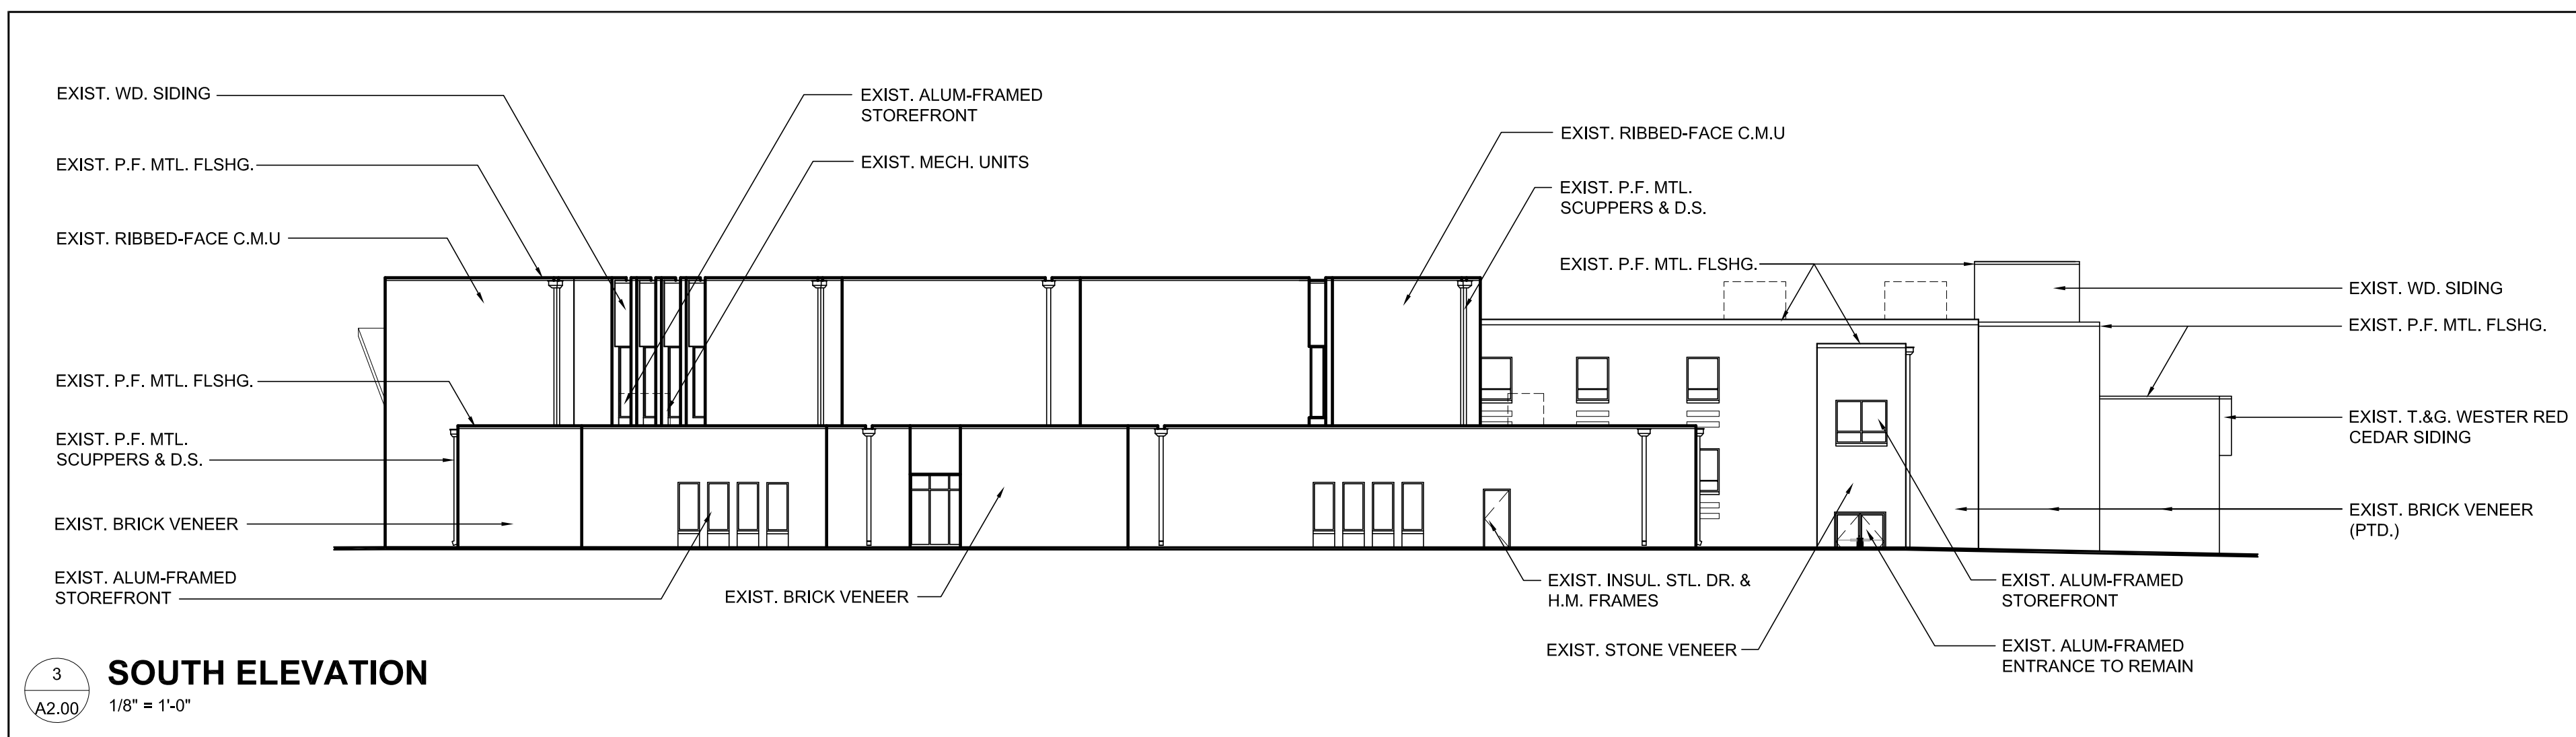 EXIST. WD. SIDING
EXIST. P.F. MTL. FLSHG.
EXIST. RIBBED-FACE C.M.U
EXIST. P.F. MTL. FLSHG.
EXIST. P.F. MTL.
SCUPPERS & D.S.
EXIST. BRICK VENEER
EXIST. ALUM-FRAMED
STOREFRONT
EXIST. ALUM-FRAMED
STOREFRONT
EXIST. MECH. UNITS
EXIST. BRICK VENEER
EXIST. RIBBED-FACE C.M.U
EXIST. P.F. MTL.
SCUPPERS & D.S.
EXIST. P.F. MTL. FLSHG.
EXIST. INSUL. STL. DR. &
H.M. FRAMES
EXIST. STONE VENEER
EXIST. WD. SIDING
EXIST. P.F. MTL. FLSHG.
EXIST. T.&G. WESTER RED
CEDAR SIDING
EXIST. BRICK VENEER
(PTD.)
EXIST. ALUM-FRAMED
STOREFRONT
EXIST. ALUM-FRAMED
ENTRANCE TO REMAIN
3
A2.00
SOUTH ELEVATION
1/8" = 1'-0"